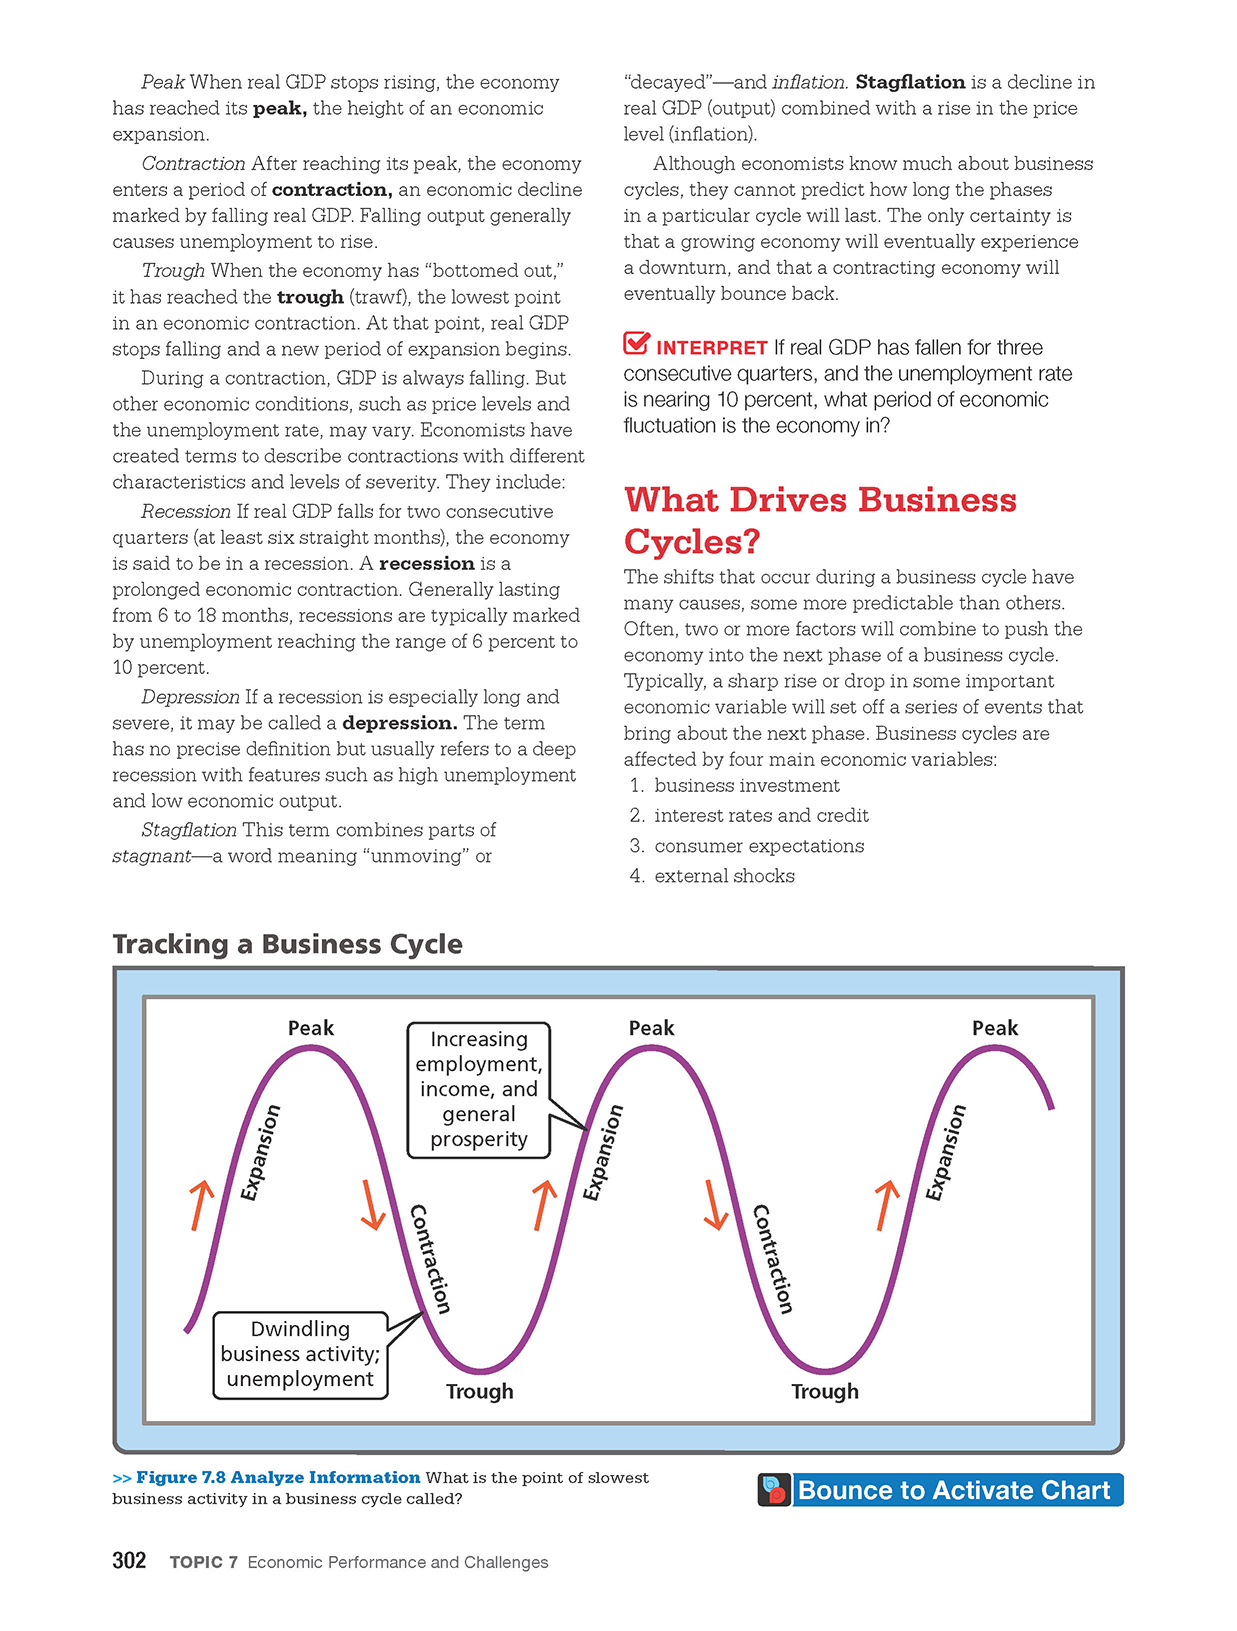 Peak When real GDP stops rising, the economy
has reached its peak, the height of an economic
expansion.
Contraction After reaching its peak, the economy
enters a period of contraction, an economic decline
marked by falling real GDP. Falling output generally
causes unemployment to rise.
Trough When the economy has “bottomed out,”
it has reached the trough (trawf), the lowest point
in an economic contraction. At that point, real GDP
stops falling and a new period of expansion begins.
During a contraction, GDP is always falling. But
other economic conditions, such as price levels and
the unemployment rate, may vary. Economists have
created terms to describe contractions with different
characteristics and levels of severity. They include:
Recession If real GDP falls for two consecutive
quarters (at least six straight months), the economy
is said to be in a recession. A recession is a
prolonged economic contraction. Generally lasting
from 6 to 18 months, recessions are typically marked
by unemployment reaching the range of 6 percent to
10 percent.
Depression If a recession is especially long and
severe, it may be called a depression. The term
has no precise definition but usually refers to a deep
recession with features such as high unemployment
and low economic output.
Stagflation This term combines parts of
stagnant—a word meaning “unmoving” or
“decayed”—and inflation. Stagflation is a decline in
real GDP (output) combined with a rise in the price
level (inflation).
Although economists know much about business
cycles, they cannot predict how long the phases
in a particular cycle will last. The only certainty is
that a growing economy will eventually experience
a downturn, and that a contracting economy will
eventually bounce back.
INTERPRET If real GDP has fallen for three
consecutive quarters, and the unemployment rate
is nearing 10 percent, what period of economic
fluctuation is the economy in?
What Drives Business
Cycles?
The shifts that occur during a business cycle have
many causes, some more predictable than others.
Often, two or more factors will combine to push the
economy into the next phase of a business cycle.
Typically, a sharp rise or drop in some important
economic variable will set off a series of events that
bring about the next phase. Business cycles are
affected by four main economic variables:
1. business investment
2. interest rates and credit
3. consumer expectations
4. external shocks
Tracking a Business Cycle
Peak
Increasing
employment,
income, and
general
prosperity
Peak
Peak
Expansion
Expansion
Expansion
Contraction
Contraction
Dwindling
business activity;
unemployment
Trough
Trough
>> Figure 7.8 Analyze Information What is the point of slowest
business activity in a business cycle called?
Bounce to Activate Chart
302 TOPIC 7 Economic Performance and Challenges